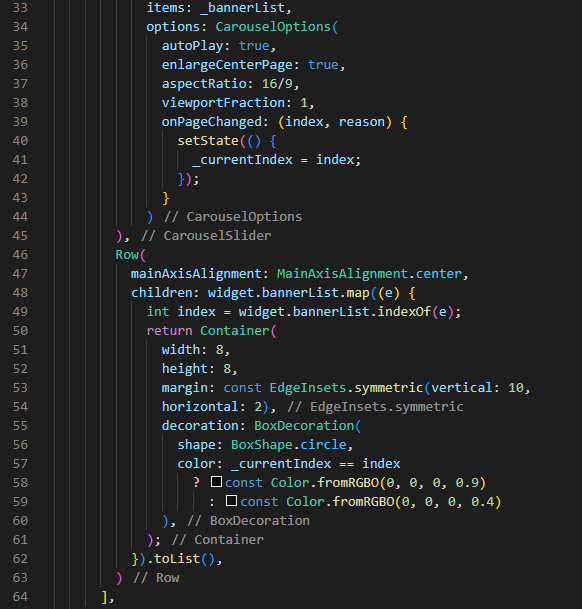 33 items: _bannerList,
34 options: CarouselOptions(
35 autoPlay: true,
36 enlargeCenterPage: true,
37 aspectRatio: 16/9,
38 viewportFraction: 1,
39 onPageChanged: (index, reason) {
40 setState(() {
41 _currentIndex = index;
42 });
43 }
44 ) // CarouselOptions
45 ), // CarouselSlider
46 Row(
47 mainAxisAlignment: MainAxisAlignment.center,
48 children: widget.bannerList.map((e) {
49 int index = widget.bannerList.indexOf(e);
50 return Container(
51 width: 8,
52 height: 8,
53 margin: const EdgeInsets.symmetric(vertical: 10,
54 horizontal: 2), // EdgeInsets.symmetric
55 decoration: BoxDecoration(
56 shape: BoxShape.circle,
57 color: _currentIndex == index
58 ? const Color.fromRGBO(0, 0, 0, 0.9)
59 : const Color.fromRGBO(0, 0, 0, 0.4)
60 ), // BoxDecoration
61 ); // Container
62 }).toList(),
63 ) // Row
64 ],